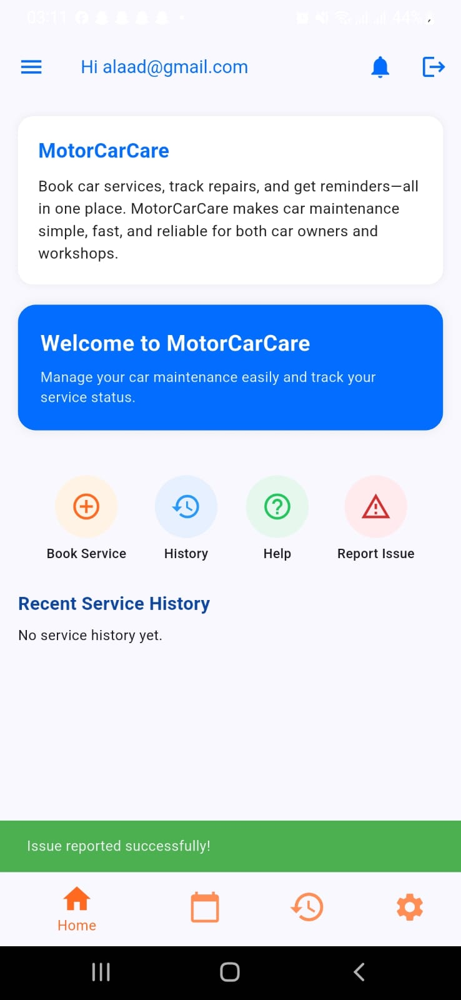 03:11
44%
Hi alaad@gmail.com
MotorCarCare
Book car services, track repairs, and get reminders—all
in one place. MotorCarCare makes car maintenance
simple, fast, and reliable for both car owners and
workshops.
Welcome to MotorCarCare
Manage your car maintenance easily and track your
service status.
Book Service
History
Help
Report Issue
Recent Service History
No service history yet.
Issue reported successfully!
Home